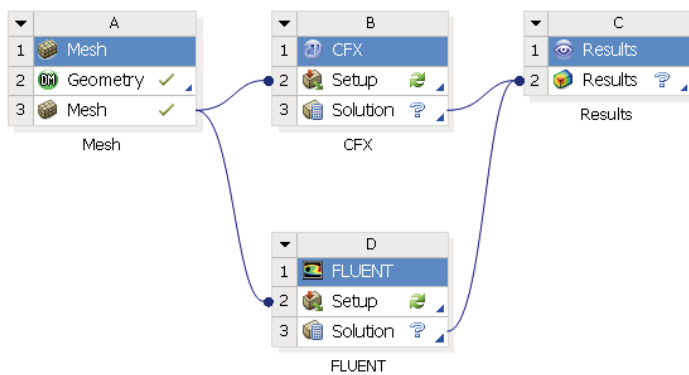 A
1 Mesh
2 DM Geometry ✓
3 Mesh ✓
Mesh
B
1 CFX
2 Setup
3 Solution ?
CFX
C
1 Results
2 Results ?
Results
D
1 FLUENT
2 Setup
3 Solution ?
FLUENT